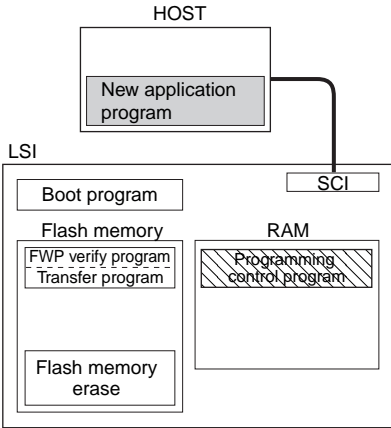 HOST
New application
program
LSI
SCI
Boot program
Flash memory
RAM
FWP verify program
Transfer program
Programming
control program
Flash memory
erase